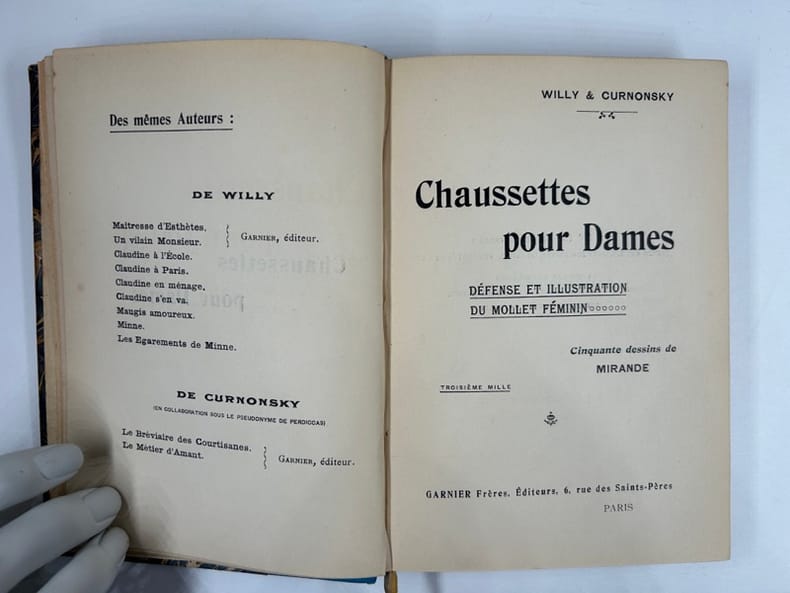 Des mêmes Auteurs :
DE WILLY
Maîtresse d'Esthètes.
Un vilain Monsieur.
GARNIER, éditeur.
Claudine à l'École.
Claudine à Paris.
Claudine en ménage.
Claudine s'en va.
Maugis amoureux.
Minne.
Les Egarements de Minne.
DE CURNONSKY
(EN COLLABORATION SOUS LE PSEUDONYME DE PERDICCAS)
Le Bréviaire des Courtisanes.
Le Métier d'Amant.
GARNIER, éditeur.
WILLY & CURNONSKY
Chaussettes
pour Dames
DÉFENSE ET ILLUSTRATION
DU MOLLET FÉMININ
Cinquante dessins de
MIRANDE
TROISIÈME MILLE
GARNIER Frères, Éditeurs, 6, rue des Saints-Pères
PARIS